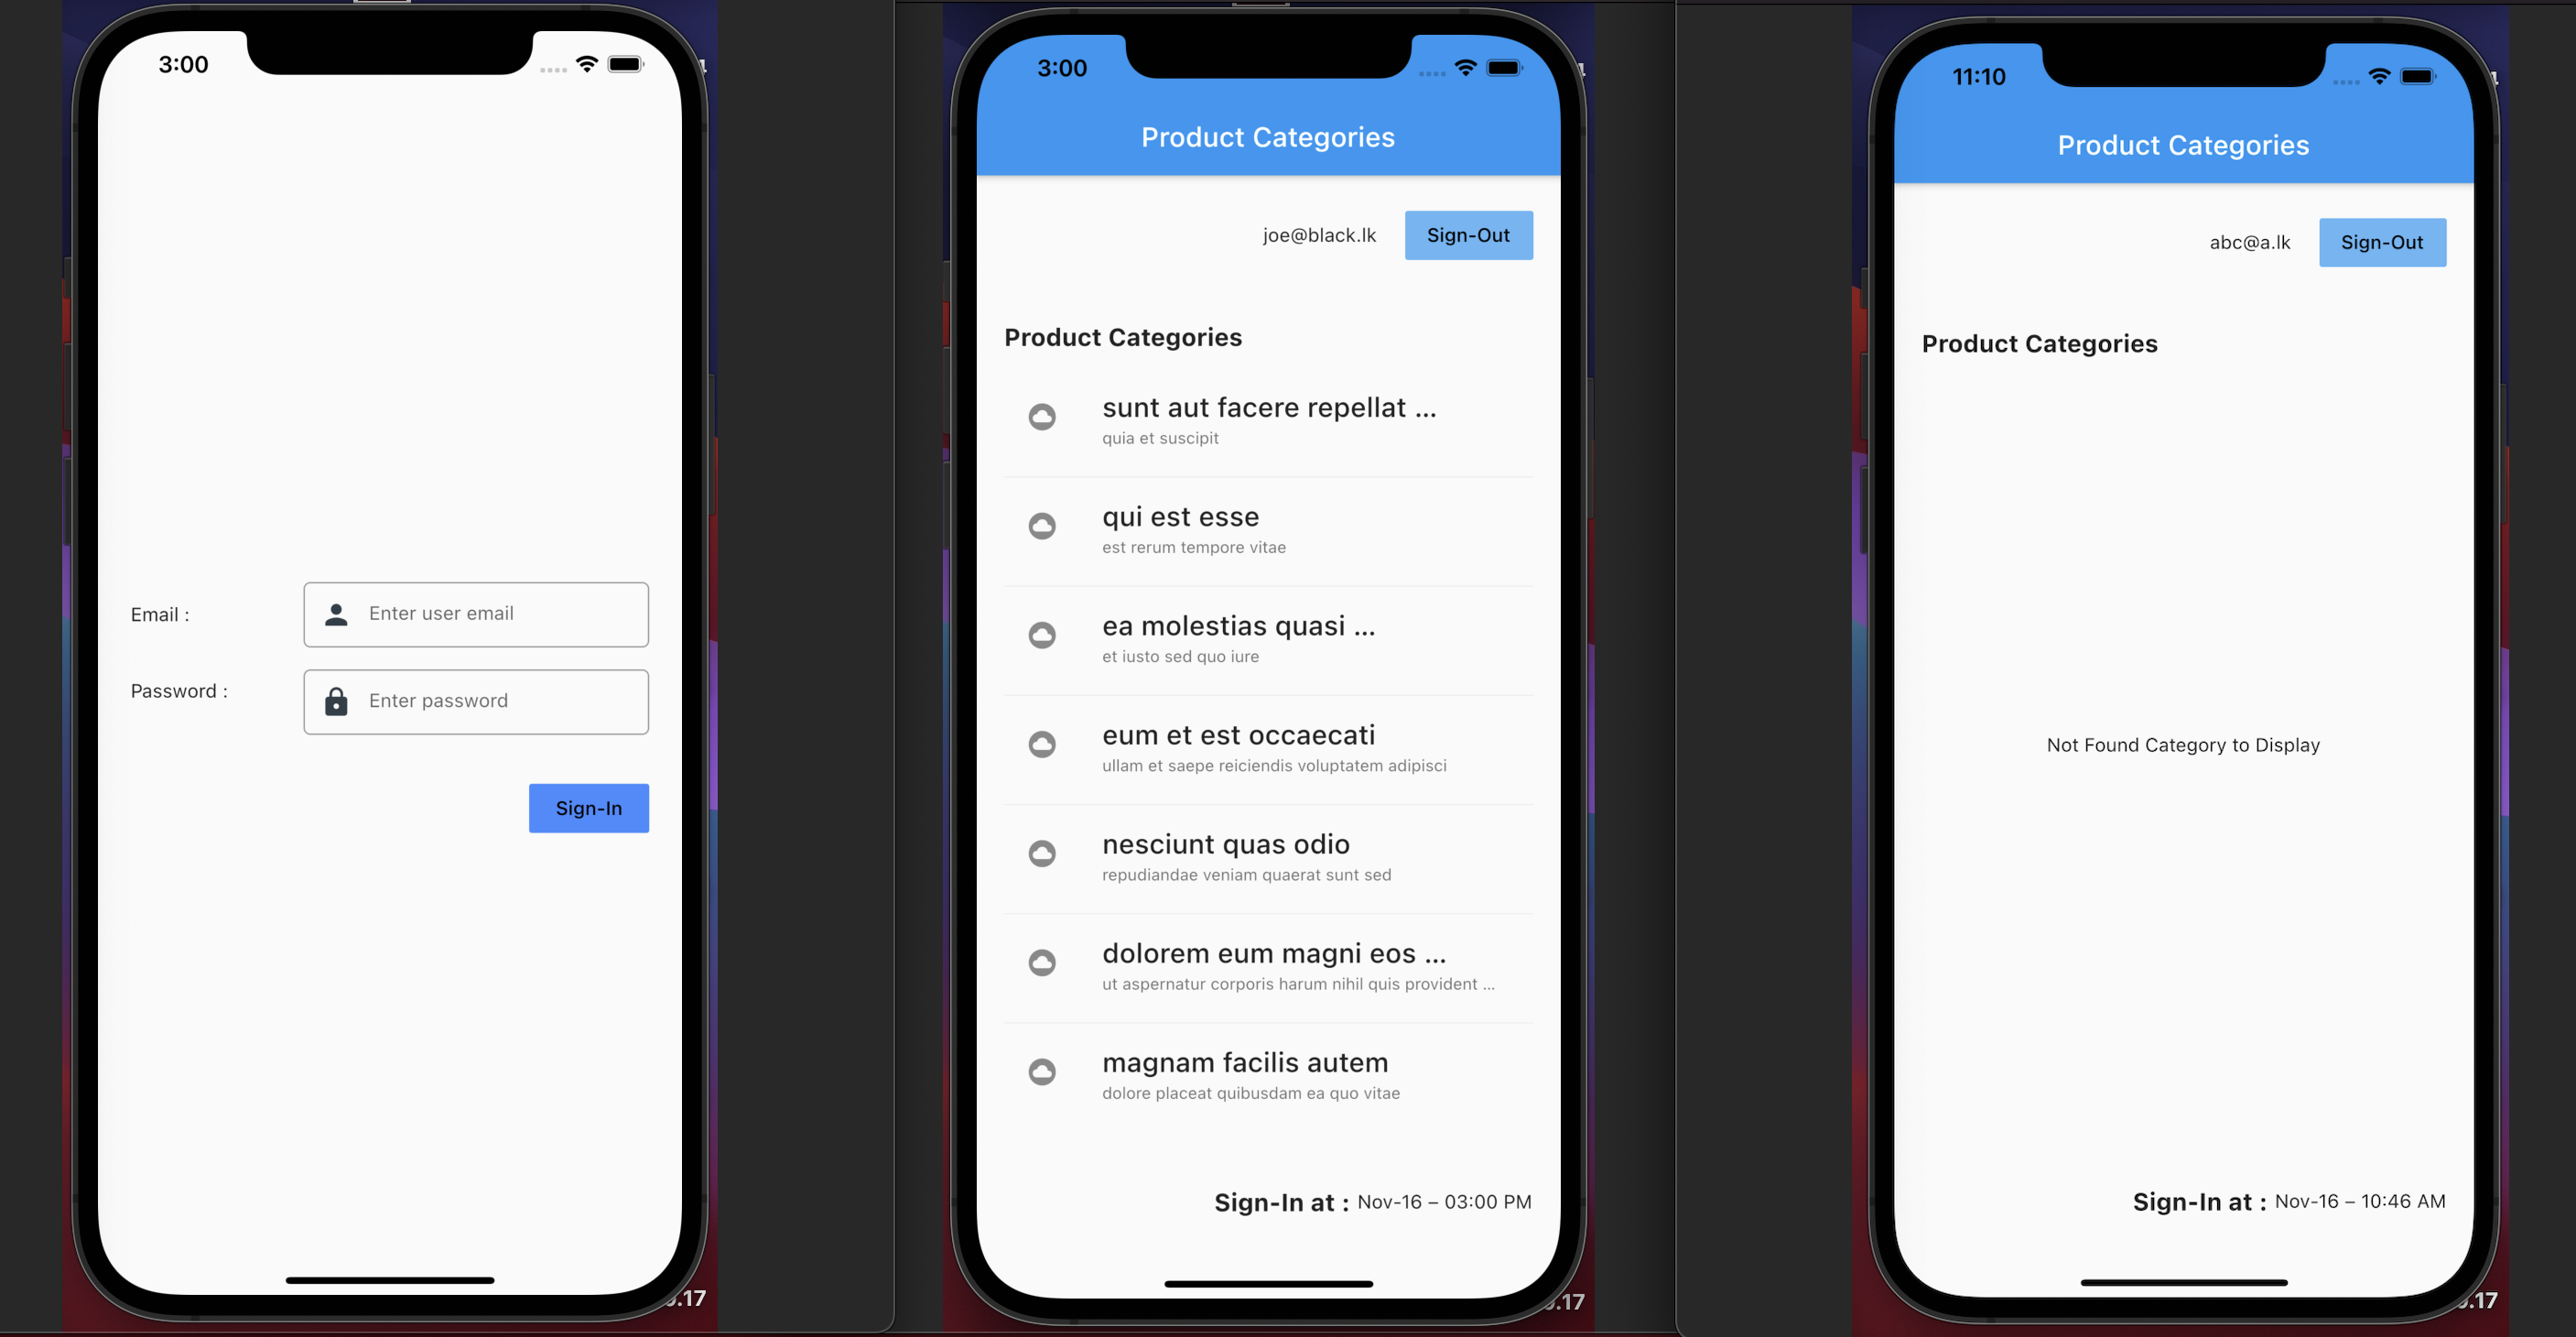 3:00
Email :
Enter user email
Password :
Enter password
Sign-In
.17
3:00
Product Categories
joe@black.lk
Sign-Out
Product Categories
sunt aut facere repellat ...
quia et suscipit
qui est esse
est rerum tempore vitae
ea molestias quasi ...
et iusto sed quo iure
eum et est occaecati
ullam et saepe reiciendis voluptatem adipisci
nesciunt quas odio
repudiandae veniam quaerat sunt sed
dolorem eum magni eos ...
ut aspernatur corporis harum nihil quis provident ...
magnam facilis autem
dolore placeat quibusdam ea quo vitae
Sign-In at : Nov-16 – 03:00 PM
.17
11:10
Product Categories
abc@a.lk
Sign-Out
Product Categories
Not Found Category to Display
Sign-In at : Nov-16 – 10:46 AM
.17